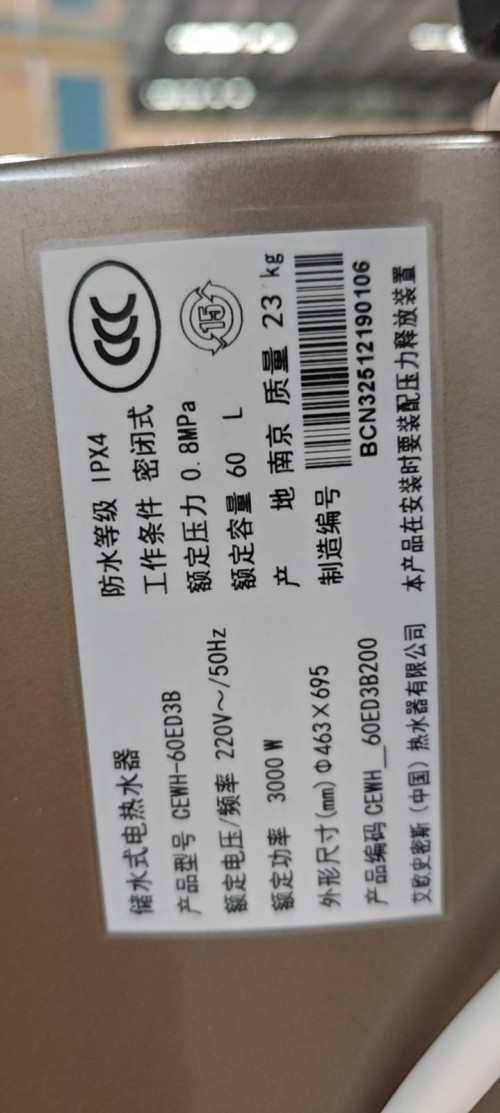 储水式电热水器
产品型号 CEWH-60ED3B
额定电压/频率 220V～/50Hz
额定功率 3000W
外形尺寸(mm)Φ463×695
产品编码 CEWH__60ED3B200
艾欧史密斯（中国）热水器有限公司
防水等级 IPX4
工作条件 密闭式
额定压力 0.8MPa
额定容量 60 L
产 地 南京 质量 23 kg
制造编号
BCN32512190106
本产品在安装时要装配压力释放装置
CCC
15